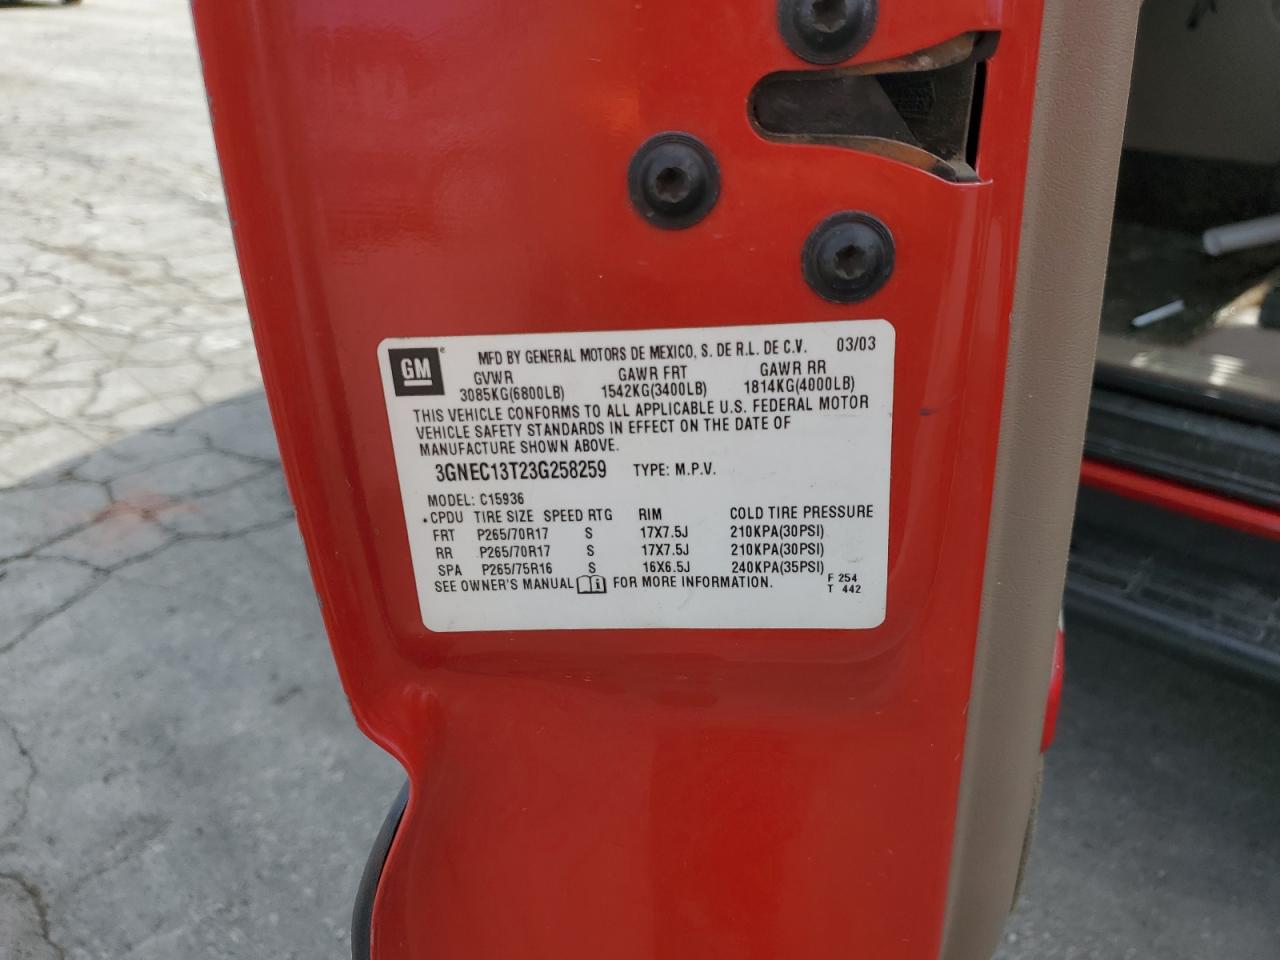 GM
MFD BY GENERAL MOTORS DE MEXICO, S. DE R.L. DE C.V. 03/03
GVWR GAWR FRT GAWR RR
3085KG(6800LB) 1542KG(3400LB) 1814KG(4000LB)
THIS VEHICLE CONFORMS TO ALL APPLICABLE U.S. FEDERAL MOTOR
VEHICLE SAFETY STANDARDS IN EFFECT ON THE DATE OF
MANUFACTURE SHOWN ABOVE.
3GNEC13T23G258259 TYPE: M.P.V.
MODEL: C15936
.CPDU TIRE SIZE SPEED RTG RIM COLD TIRE PRESSURE
FRT P265/70R17 S 17X7.5J 210KPA(30PSI)
RR P265/70R17 S 17X7.5J 210KPA(30PSI)
SPA P265/75R16 S 16X6.5J 240KPA(35PSI)
SEE OWNER'S MANUAL i FOR MORE INFORMATION. F 254
T 442